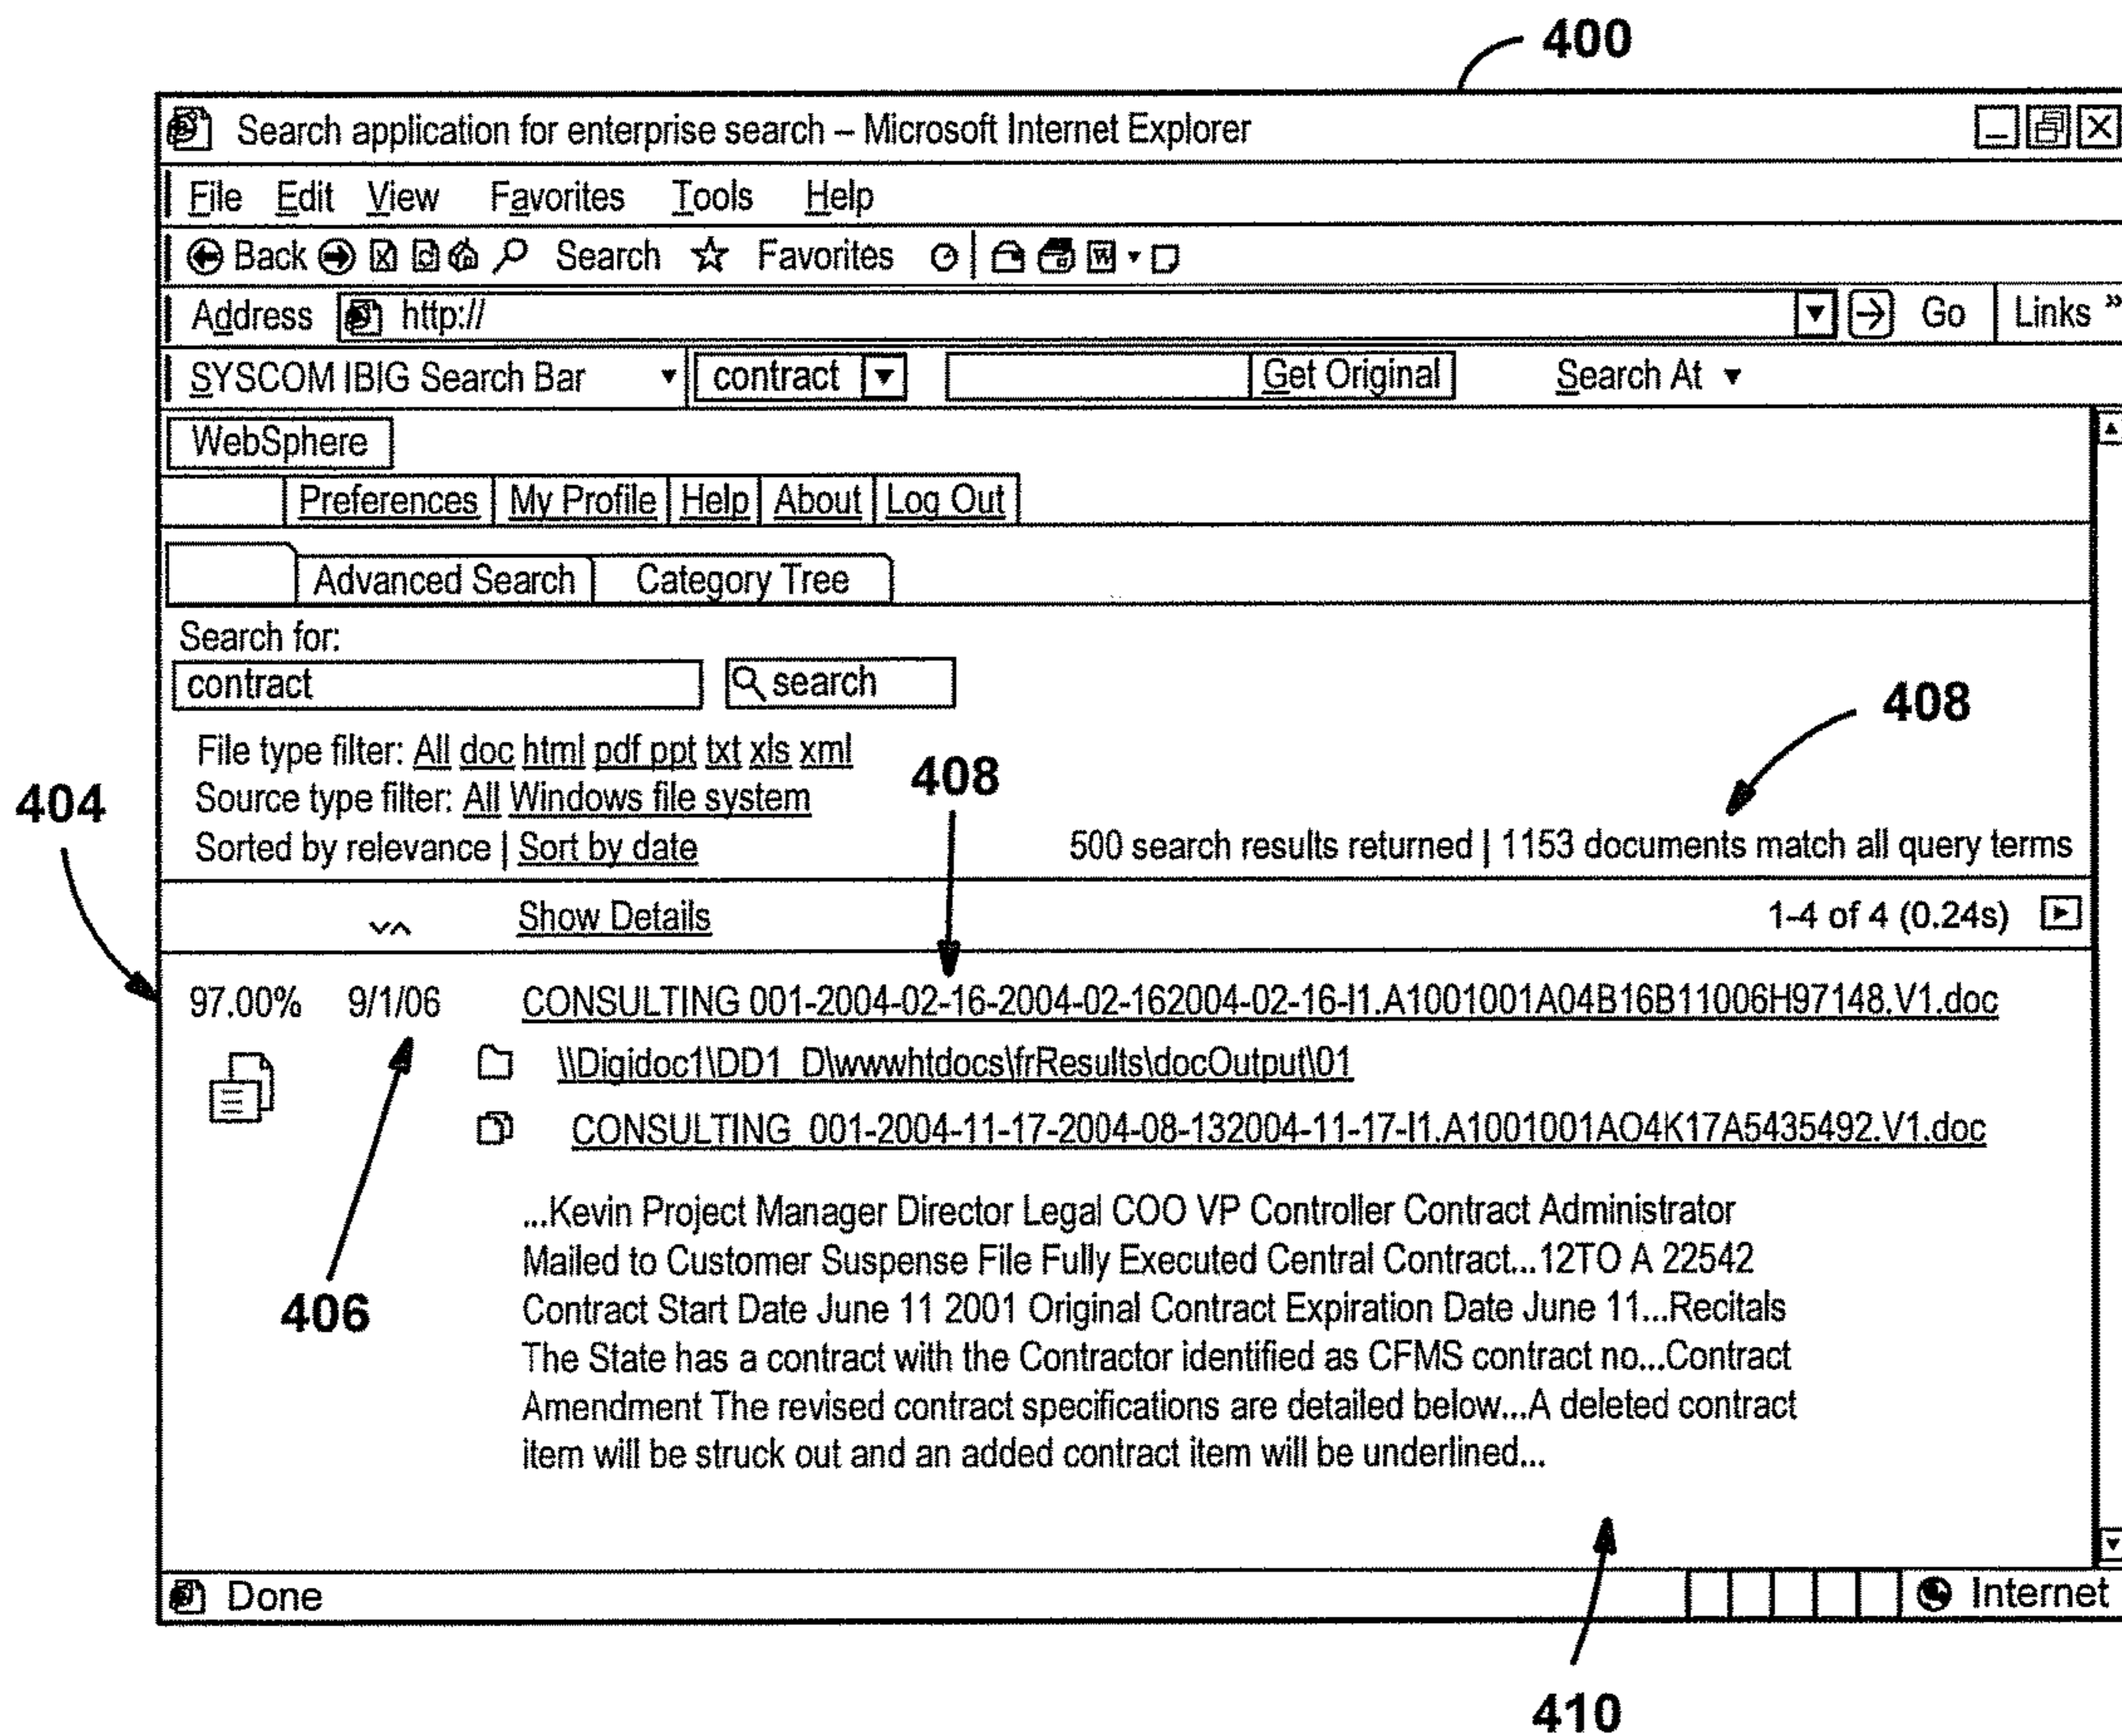 400
Search application for enterprise search – Microsoft Internet Explorer
File Edit View Favorites Tools Help
Back Search Favorites W
Address http:// Go Links »
SYSCOM IBIG Search Bar contract Get Original Search At
WebSphere
Preferences My Profile Help About Log Out
Advanced Search Category Tree
Search for:
contract search
408
File type filter: All doc html pdf ppt txt xls xml
408
404
Source type filter: All Windows file system
Sorted by relevance | Sort by date 500 search results returned | 1153 documents match all query terms
Show Details 1-4 of 4 (0.24s)
97.00% 9/1/06 CONSULTING 001-2004-02-16-2004-02-162004-02-16-I1.A1001001A04B16B11006H97148.V1.doc
\\Digidoc1\DD1_D\wwwhtdocs\frResults\docOutput\01
CONSULTING_001-2004-11-17-2004-08-132004-11-17-I1.A1001001AO4K17A5435492.V1.doc
...Kevin Project Manager Director Legal COO VP Controller Contract Administrator
Mailed to Customer Suspense File Fully Executed Central Contract...12TO A 22542
406
Contract Start Date June 11 2001 Original Contract Expiration Date June 11...Recitals
The State has a contract with the Contractor identified as CFMS contract no...Contract
Amendment The revised contract specifications are detailed below...A deleted contract
item will be struck out and an added contract item will be underlined...
Done Internet
410